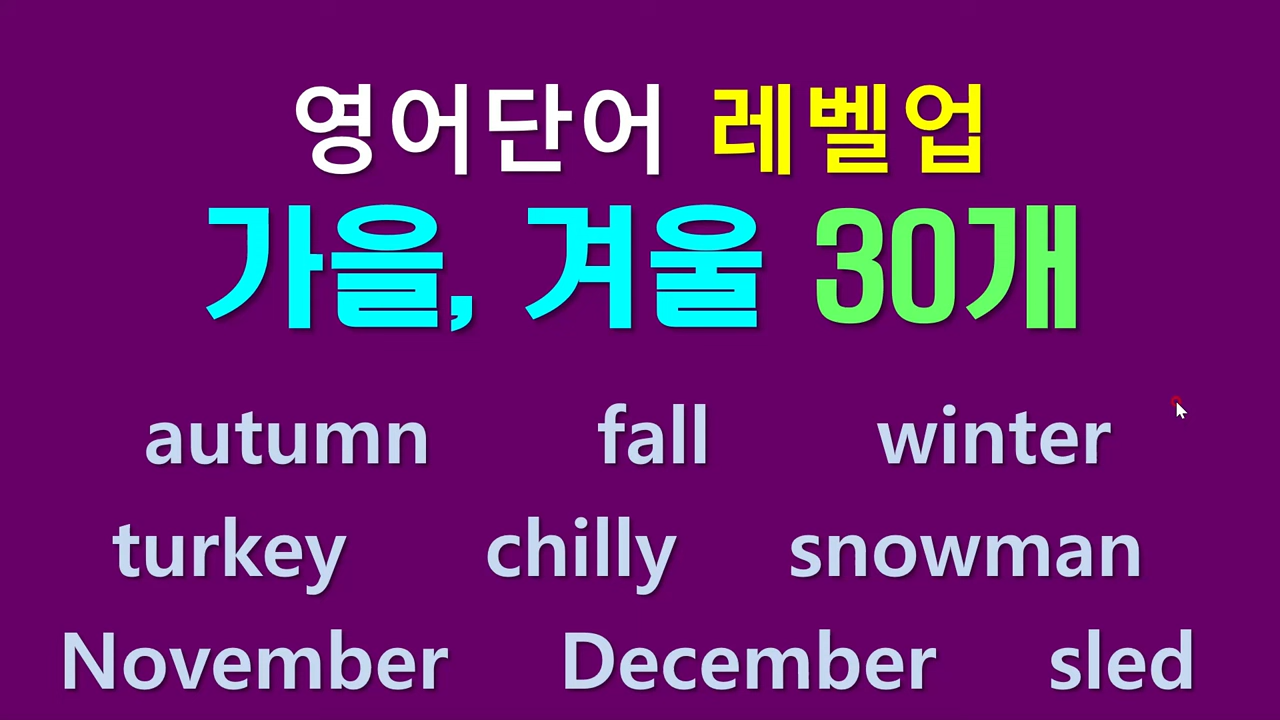 영어단어 레벨업
가을, 겨울 30개
autumn fall winter
turkey chilly snowman
November December sled